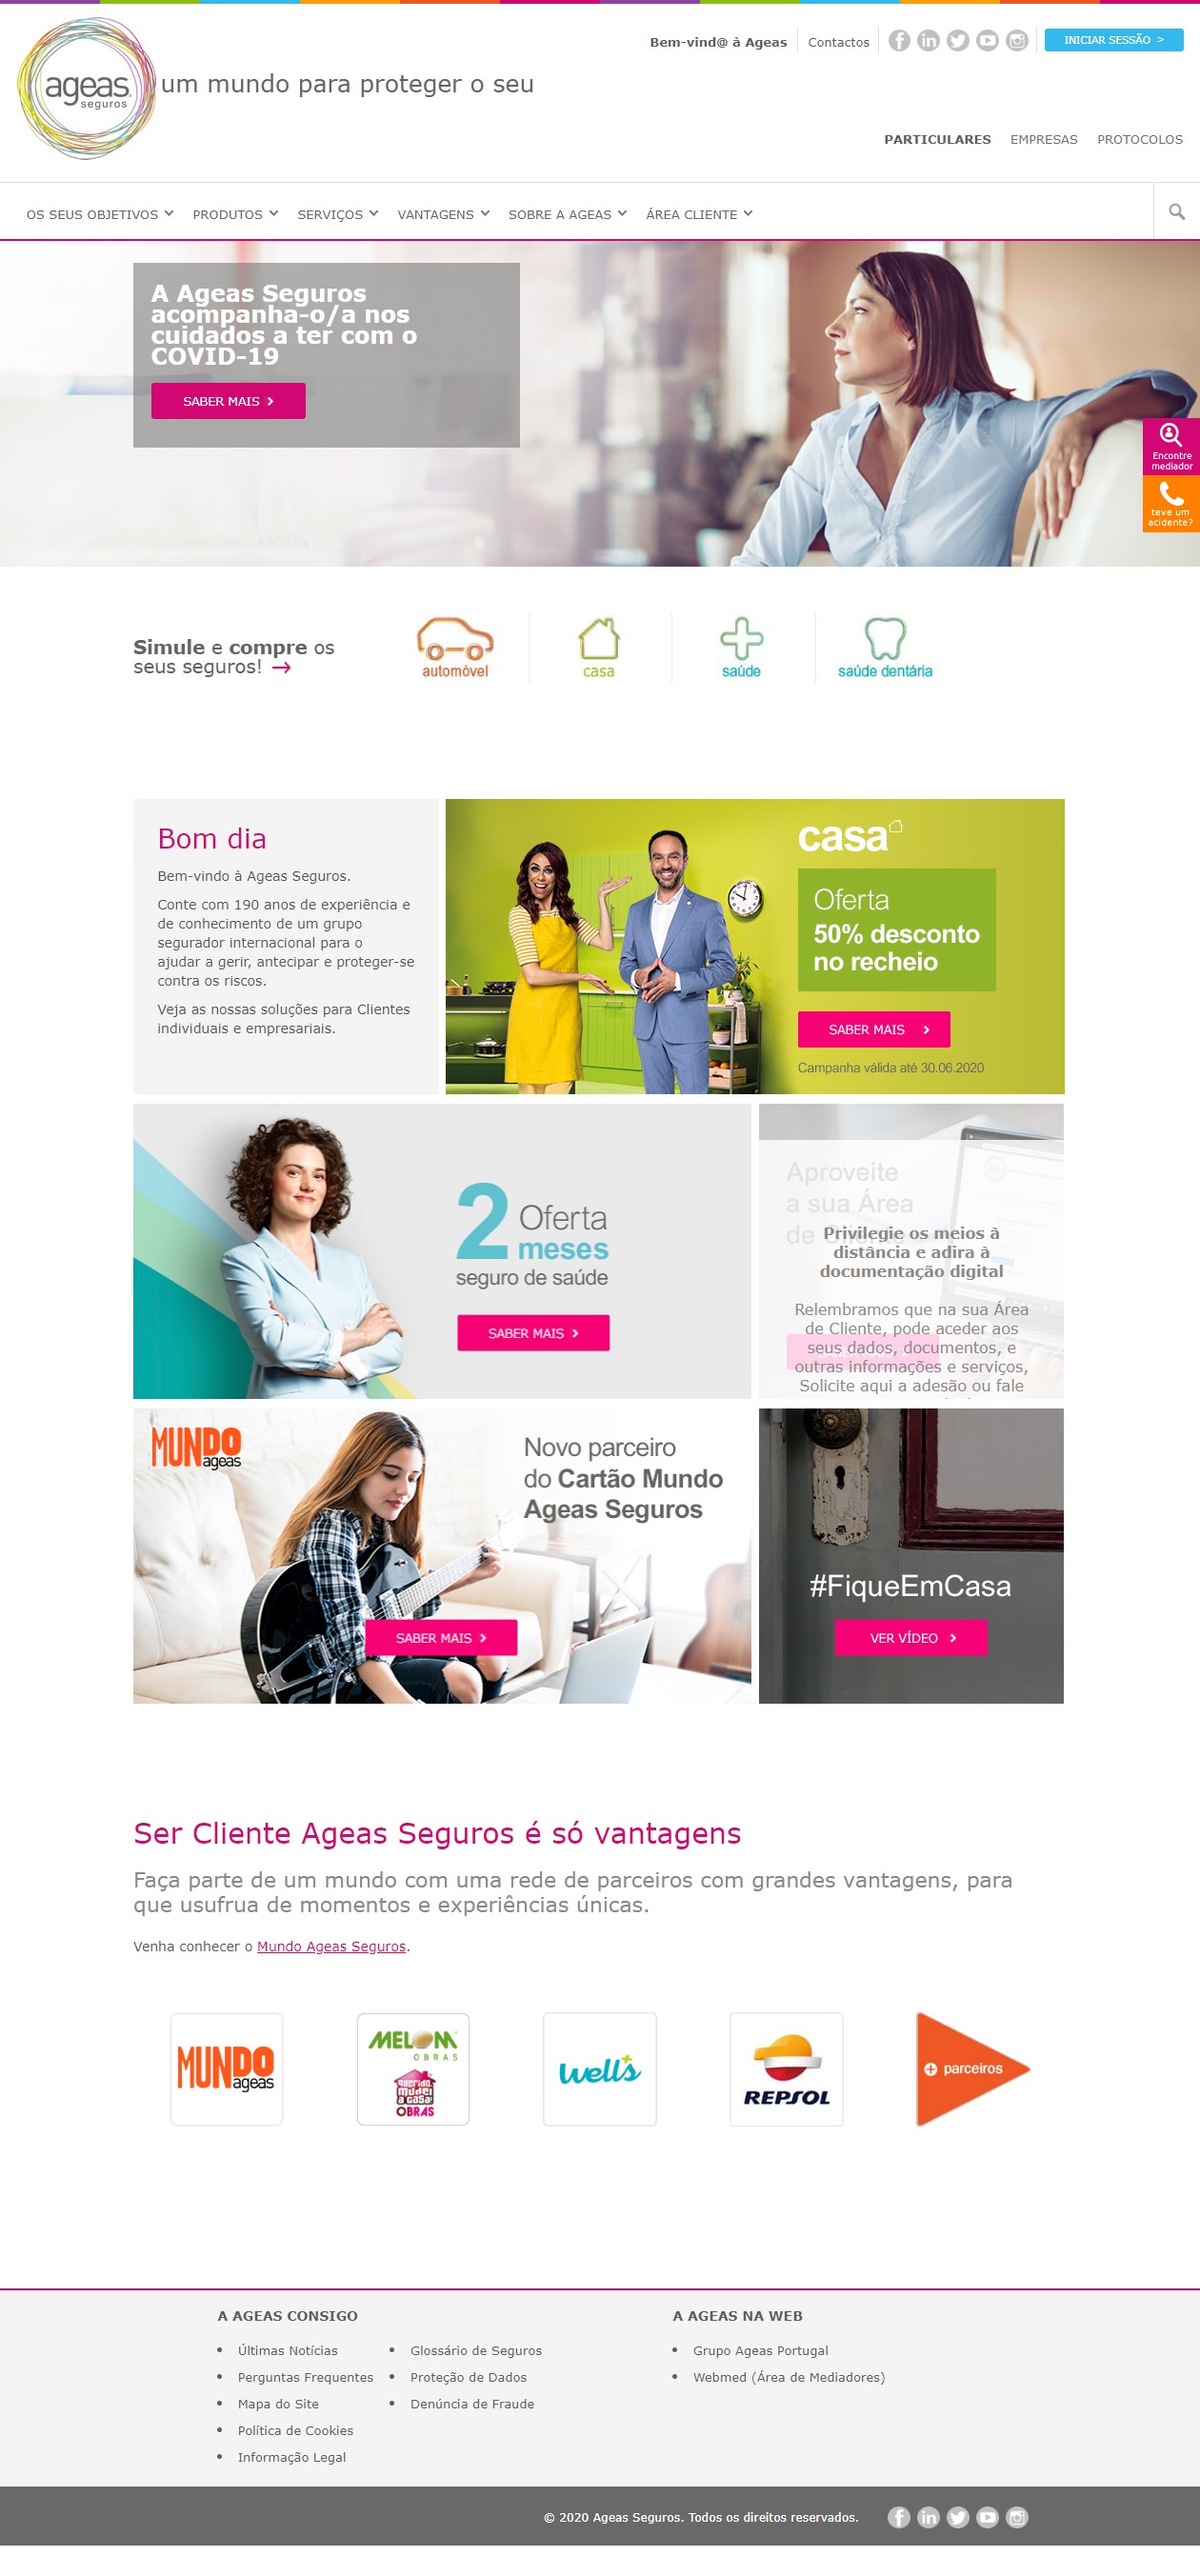 ageas
seguros
um mundo para proteger o seu
Bem-vind@ à Ageas
Contactos
INICIAR SESSÃO >
PARTICULARES
EMPRESAS
PROTOCOLOS
OS SEUS OBJETIVOS
PRODUTOS
SERVIÇOS
VANTAGENS
SOBRE A AGEAS
ÁREA CLIENTE
A Ageas Seguros
acompanha-o/a nos
cuidados a ter com o
COVID-19
SABER MAIS
Encontre
mediador
teve um
acidente?
Simule e compre os
seus seguros!
automóvel
casa
saúde
saúde dentária
Bom dia
Bem-vindo à Ageas Seguros.
Conte com 190 anos de experiência e
de conhecimento de um grupo
segurador internacional para o
ajudar a gerir, antecipar e proteger-se
contra os riscos.
Veja as nossas soluções para Clientes
individuais e empresariais.
casa
Oferta
50% desconto
no recheio
SABER MAIS
Campanha válida até 30.06.2020
2 Oferta
meses
seguro de saúde
SABER MAIS
Aproveite
a sua Área
de
Privilegie os meios à
distância e adira à
documentação digital
Relembramos que na sua Área
de Cliente, pode aceder aos
seus dados, documentos, e
outras informações e serviços,
Solicite aqui a adesão ou fale
MUNDO
ageas
Novo parceiro
do Cartão Mundo
Ageas Seguros
SABER MAIS
#FiqueEmCasa
VER VÍDEO
Ser Cliente Ageas Seguros é só vantagens
Faça parte de um mundo com uma rede de parceiros com grandes vantagens, para
que usufrua de momentos e experiências únicas.
Venha conhecer o Mundo Ageas Seguros.
MUNDO
ageas
MELOM
OBRAS
querido,
mudei
a casa!
OBRAS
well's
REPSOL
+ parceiros
A AGEAS CONSIGO
Últimas Notícias
Perguntas Frequentes
Mapa do Site
Política de Cookies
Informação Legal
Glossário de Seguros
Proteção de Dados
Denúncia de Fraude
A AGEAS NA WEB
Grupo Ageas Portugal
Webmed (Área de Mediadores)
© 2020 Ageas Seguros. Todos os direitos reservados.